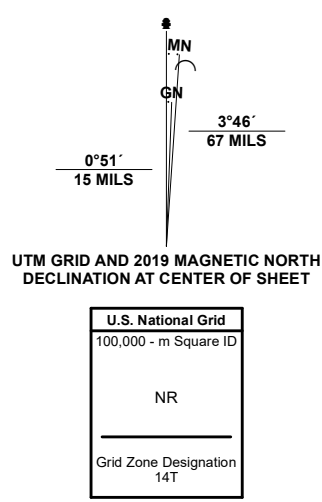 MN
GN
3°46´
67 MILS
0°51´
15 MILS
UTM GRID AND 2019 MAGNETIC NORTH
DECLINATION AT CENTER OF SHEET
U.S. National Grid
100,000 - m Square ID
NR
Grid Zone Designation
14T